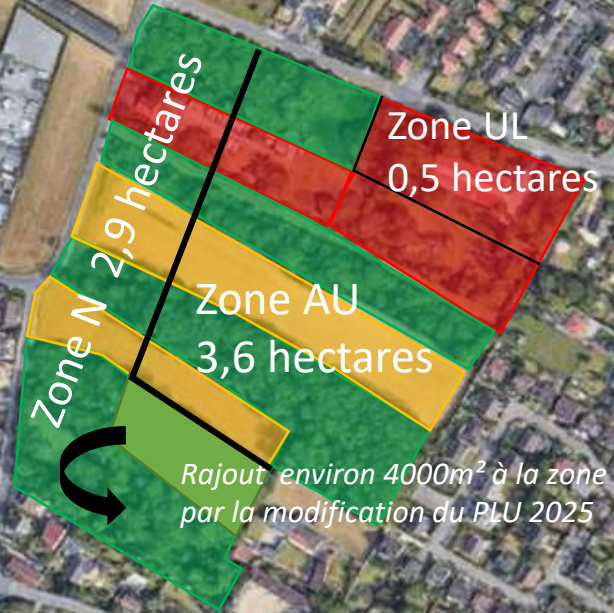 Zone UL
0,5 hectares
Zone N 2,9 hectares
Zone AU
3,6 hectares
Rajout environ 4000m² à la zone
par la modification du PLU 2025